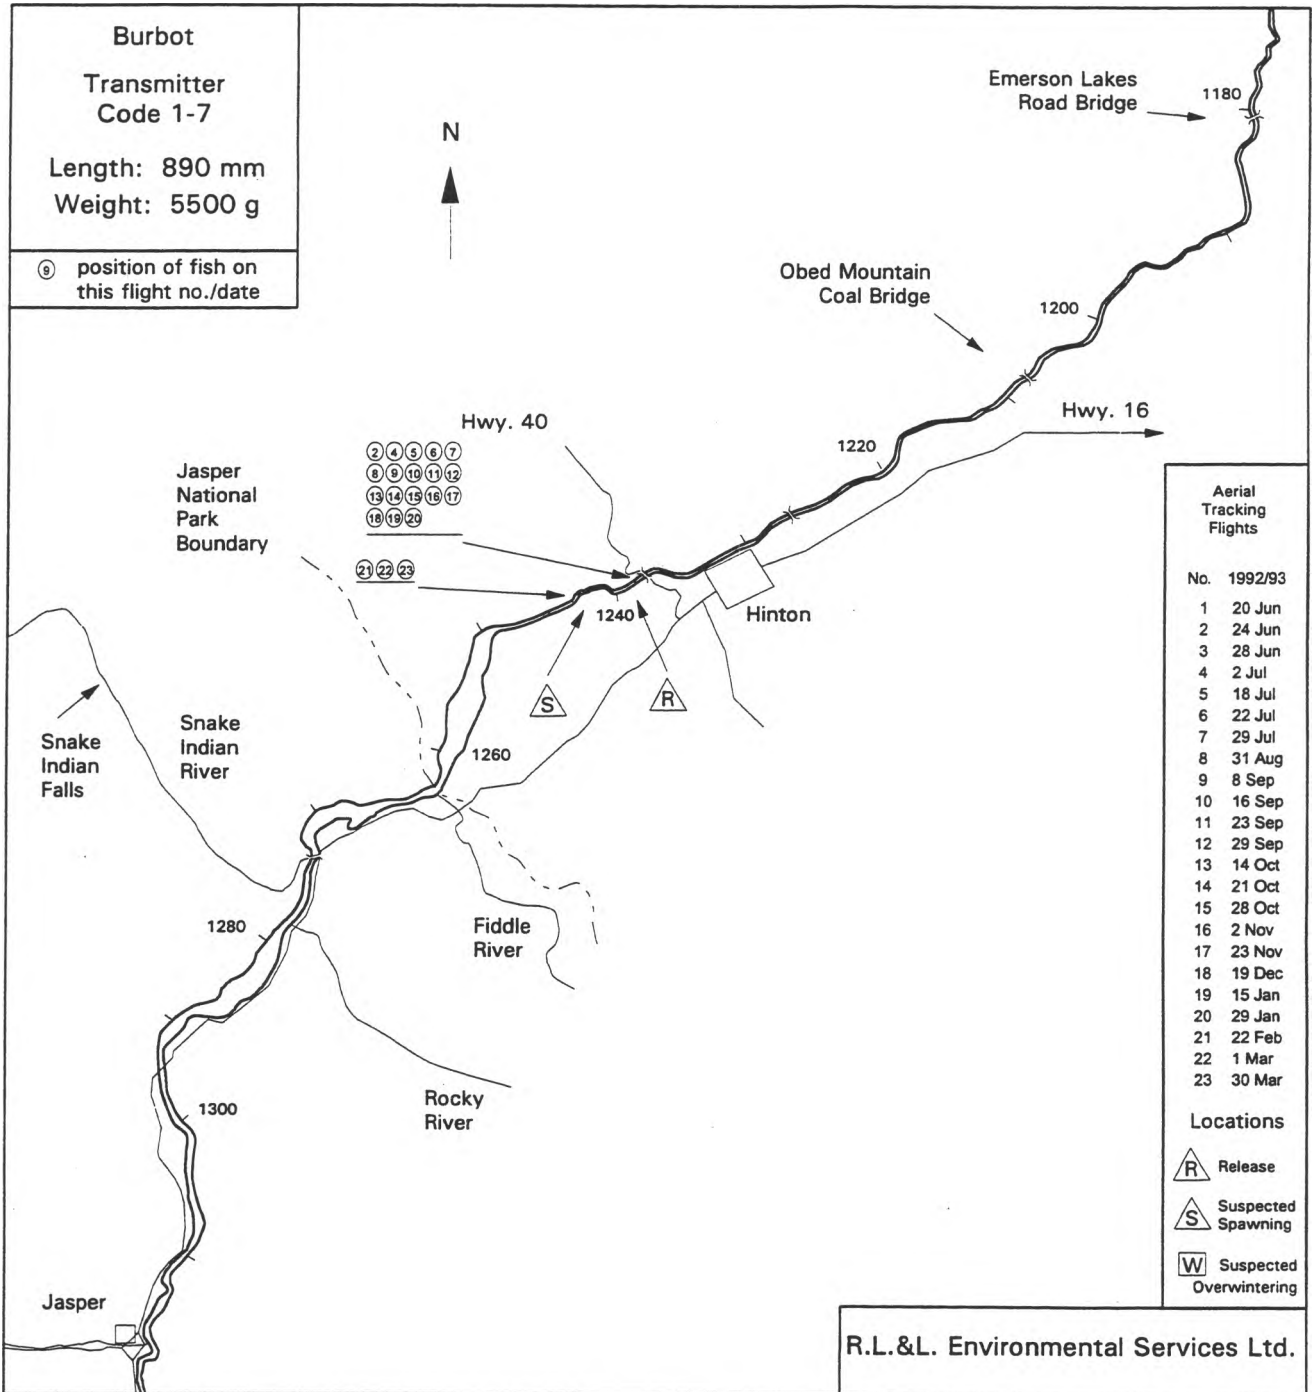 Burbot
Transmitter
Code 1-7
Length: 890 mm
Weight: 5500 g
⑨ position of fish on
this flight no./date
N
Emerson Lakes
Road Bridge
1180
Obed Mountain
Coal Bridge
1200
Hwy. 40
Hwy. 16
1220
② ④ ⑤ ⑥ ⑦
⑧ ⑨ ⑩ ⑪ ⑫
⑬ ⑭ ⑮ ⑯ ⑰
⑱ ⑲ ⑳
Jasper
National
Park
Boundary
㉑ ㉒ ㉓
1240
Hinton
S
R
Snake
Indian
Falls
Snake
Indian
River
1260
1280
Fiddle
River
Rocky
River
1300
Jasper
Aerial
Tracking
Flights
No. 1992/93
1 20 Jun
2 24 Jun
3 28 Jun
4 2 Jul
5 18 Jul
6 22 Jul
7 29 Jul
8 31 Aug
9 8 Sep
10 16 Sep
11 23 Sep
12 29 Sep
13 14 Oct
14 21 Oct
15 28 Oct
16 2 Nov
17 23 Nov
18 19 Dec
19 15 Jan
20 29 Jan
21 22 Feb
22 1 Mar
23 30 Mar
Locations
R Release
S Suspected
Spawning
W Suspected
Overwintering
R.L.&L. Environmental Services Ltd.